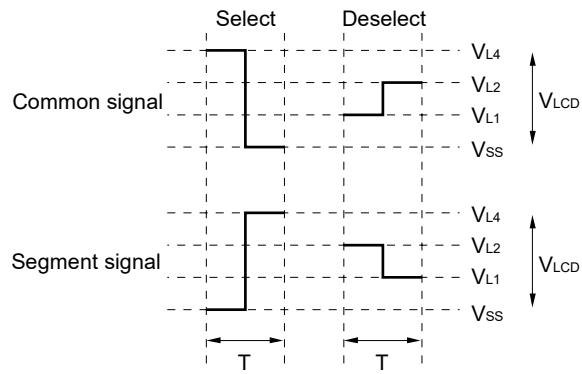 Select Deselect
VL4
VL2
Common signal
VLCD
VL1
VSS
VL4
VL2
Segment signal
VLCD
VL1
VSS
T T